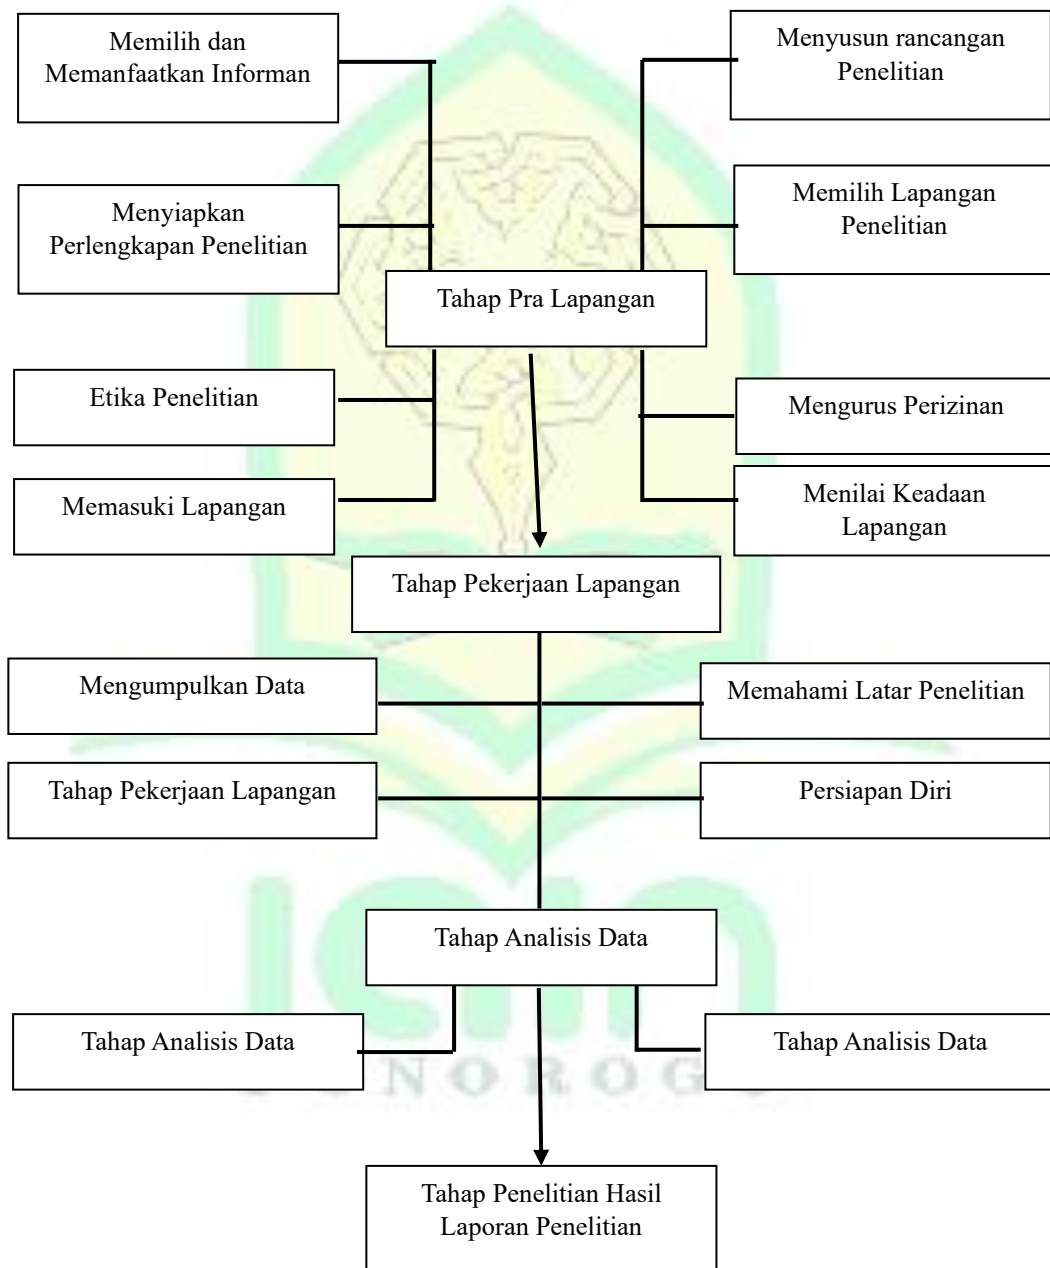 Memilih dan
Memanfaatkan Informan
Menyusun rancangan
Penelitian
Menyiapkan
Perlengkapan Penelitian
Memilih Lapangan
Penelitian
Tahap Pra Lapangan
Etika Penelitian
Mengurus Perizinan
Memasuki Lapangan
Menilai Keadaan
Lapangan
Tahap Pekerjaan Lapangan
Mengumpulkan Data
Memahami Latar Penelitian
Tahap Pekerjaan Lapangan
Persiapan Diri
Tahap Analisis Data
iain
Tahap Analisis Data
Tahap Analisis Data
PONOROGO
Tahap Penelitian Hasil
Laporan Penelitian